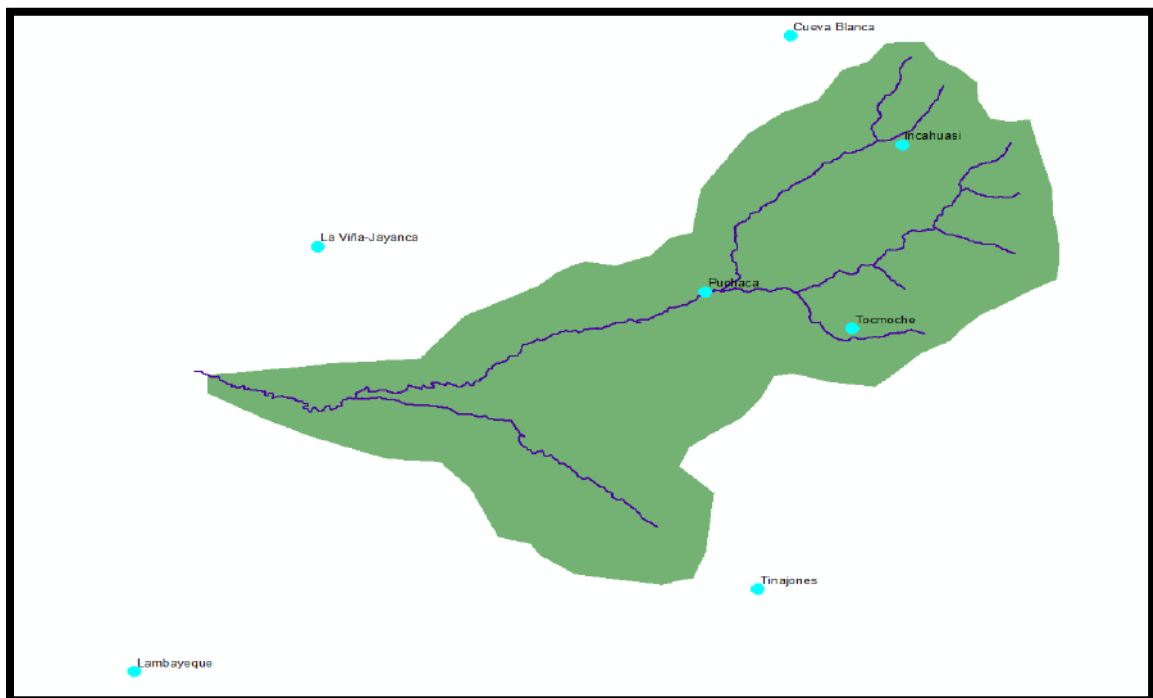 Cueva Blanca
Incahuasi
La Viña-Jayanca
Puchaca
Tocmoche
Tinajones
Lambayeque